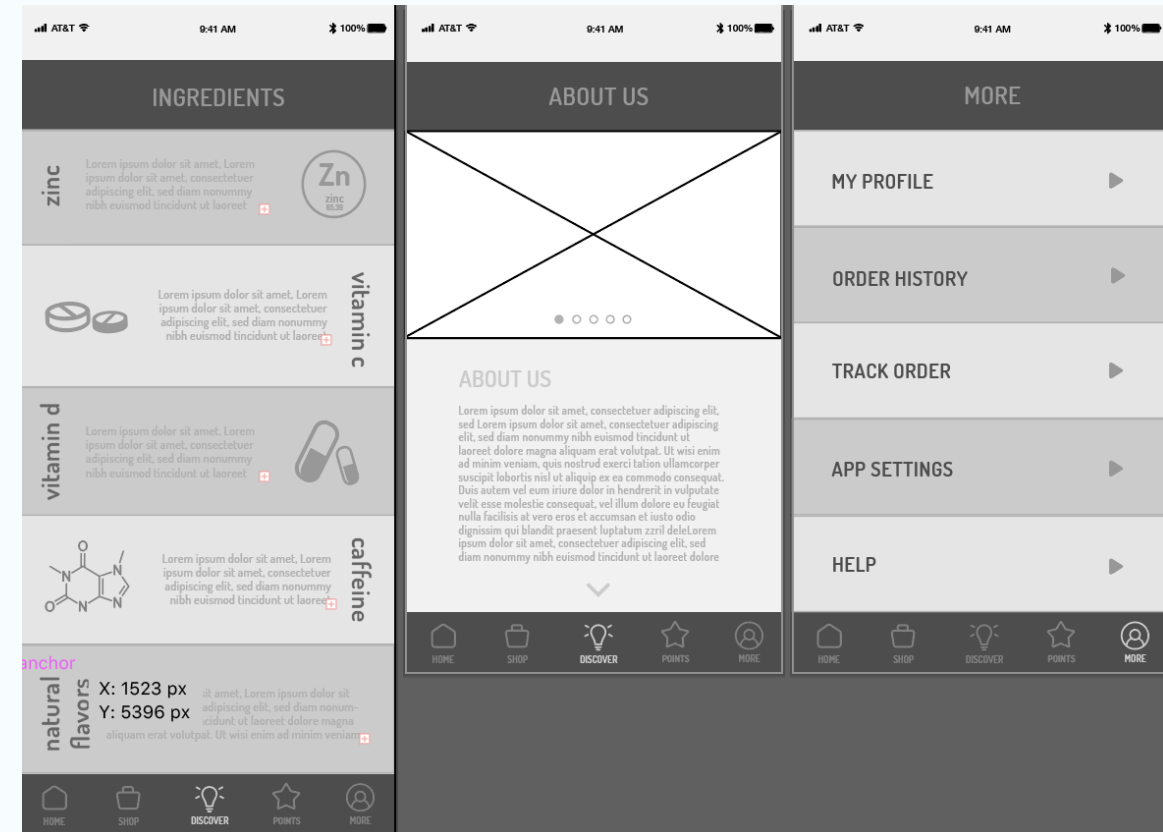 AT&T
9:41 AM
100%
INGREDIENTS
zinc
Lorem ipsum dolor sit amet, Lorem
ipsum dolor sit amet, consectetuer
adipiscing elit, sed diam nonummy
nibh euismod tincidunt ut laoreet
Zn
zinc
65.39
Lorem ipsum dolor sit amet, Lorem
ipsum dolor sit amet, consectetuer
adipiscing elit, sed diam nonummy
nibh euismod tincidunt ut laoreet
vitamin c
vitamin d
Lorem ipsum dolor sit amet, Lorem
ipsum dolor sit amet, consectetuer
adipiscing elit, sed diam nonummy
nibh euismod tincidunt ut laoreet
O
N
N
O
N
N
Lorem ipsum dolor sit amet, Lorem
ipsum dolor sit amet, consectetuer
adipiscing elit, sed diam nonummy
nibh euismod tincidunt ut laoreet
caffeine
anchor
natural
flavors
X: 1523 px
Y: 5396 px
sit amet, Lorem ipsum dolor sit
adipiscing elit, sed diam nonum-
cidunt ut laoreet dolore magna
aliquam erat volutpat. Ut wisi enim ad minim veniam
HOME
SHOP
DISCOVER
POINTS
MORE
AT&T
9:41 AM
100%
ABOUT US
ABOUT US
Lorem ipsum dolor sit amet, consectetuer adipiscing elit,
sed Lorem ipsum dolor sit amet, consectetuer adipiscing
elit, sed diam nonummy nibh euismod tincidunt ut
laoreet dolore magna aliquam erat volutpat. Ut wisi enim
ad minim veniam, quis nostrud exerci tation ullamcorper
suscipit lobortis nisl ut aliquip ex ea commodo consequat.
Duis autem vel eum iriure dolor in hendrerit in vulputate
velit esse molestie consequat, vel illum dolore eu feugiat
nulla facilisis at vero eros et accumsan et iusto odio
dignissim qui blandit praesent luptatum zzril deleLorem
ipsum dolor sit amet, consectetuer adipiscing elit, sed
diam nonummy nibh euismod tincidunt ut laoreet dolore
HOME
SHOP
DISCOVER
POINTS
MORE
AT&T
9:41 AM
100%
MORE
MY PROFILE
ORDER HISTORY
TRACK ORDER
APP SETTINGS
HELP
HOME
SHOP
DISCOVER
POINTS
MORE